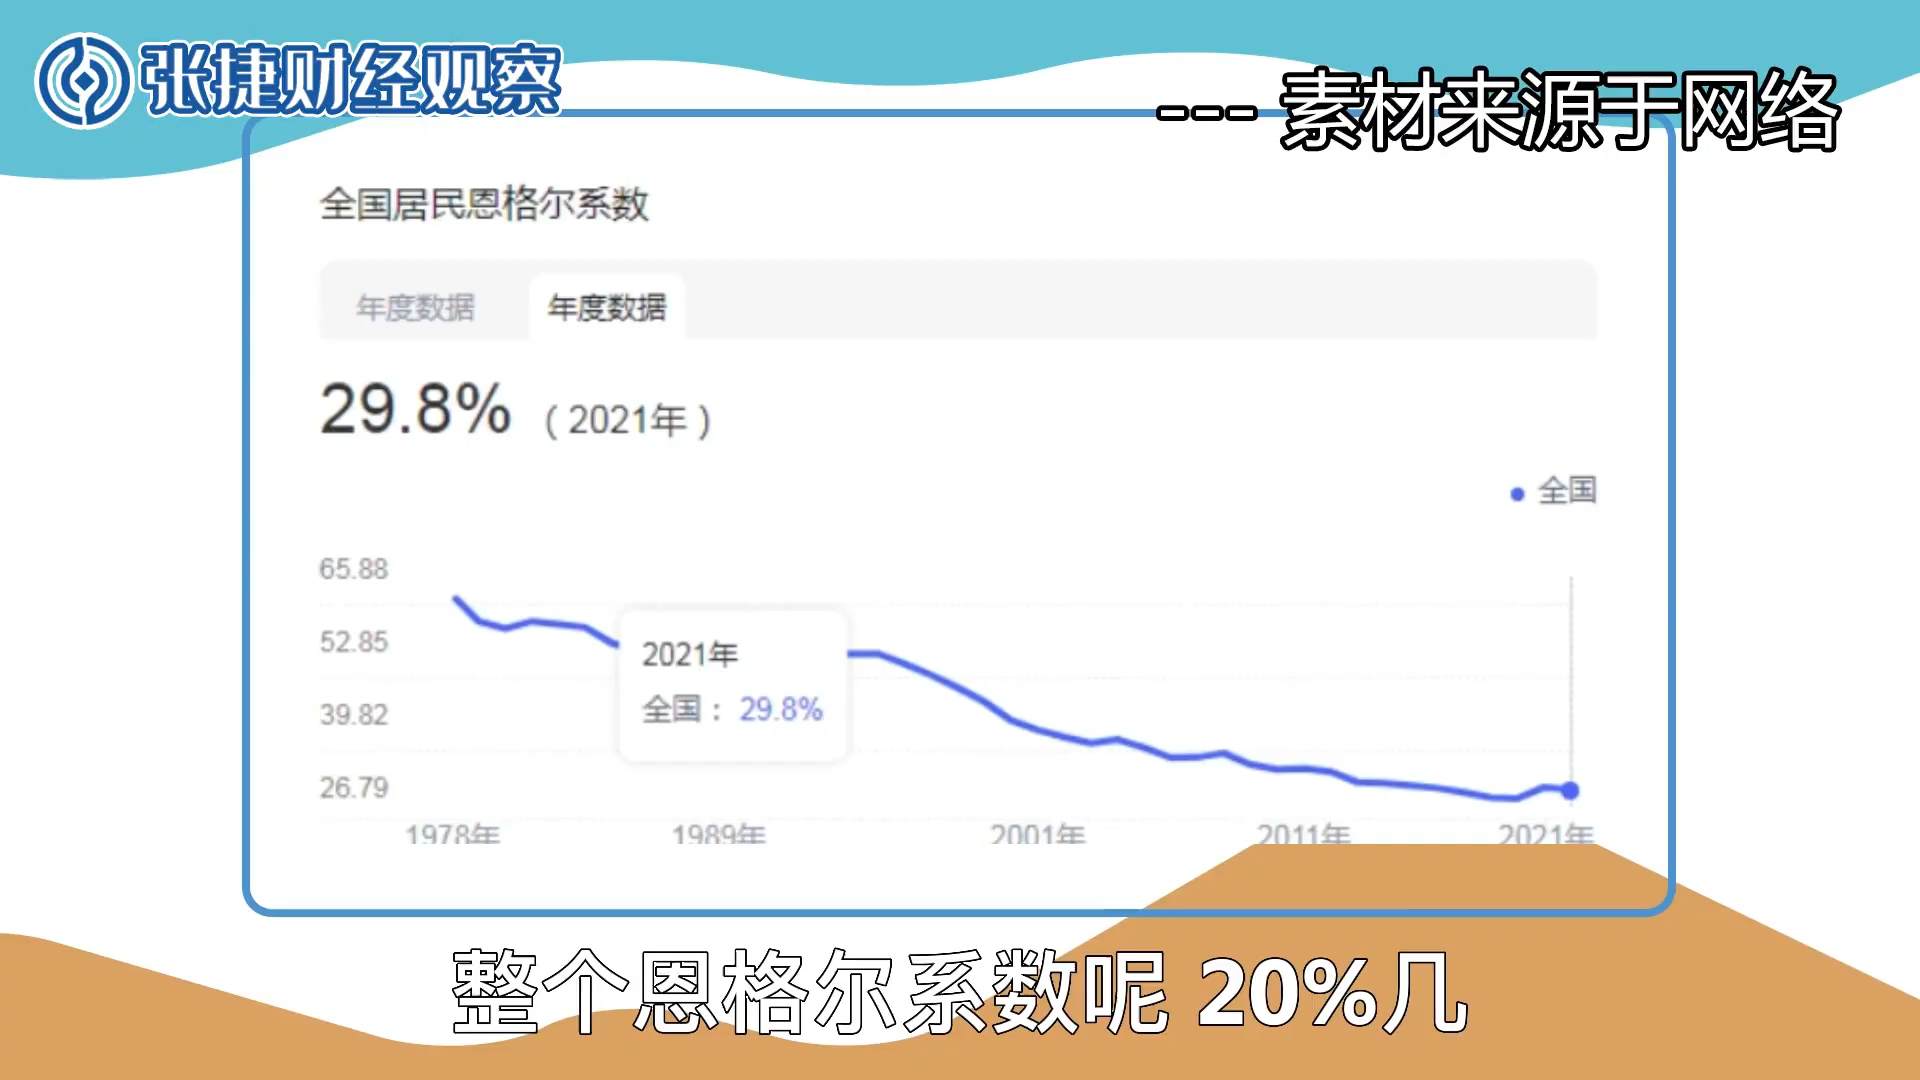 张捷财经观察
--- 素材来源于网络
全国居民恩格尔系数
年度数据 年度数据
29.8% （2021年）
全国
65.88
52.85
39.82
26.79
2021年
全国： 29.8%
1978年 1989年 2001年 2011年 2021年
整个恩格尔系数呢 20%几